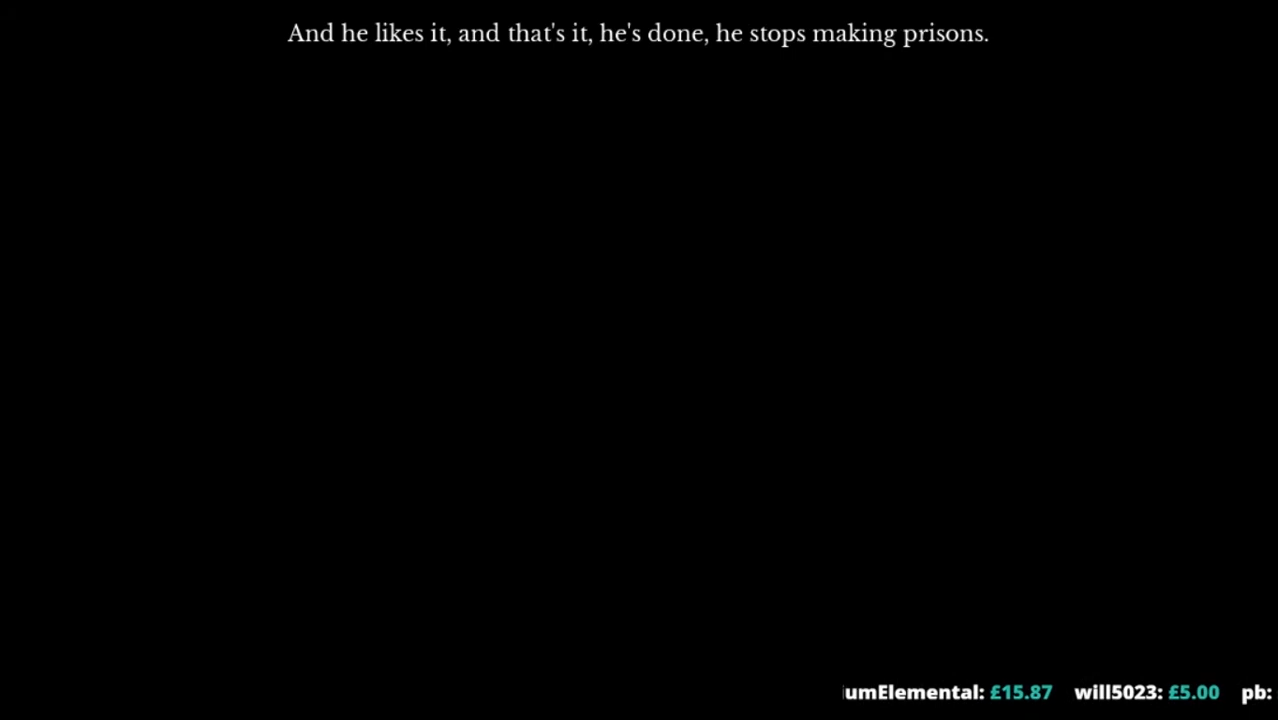 And he likes it, and that's it, he's done, he stops making prisons.
umElemental: £15.87 will5023: £5.00 pb: